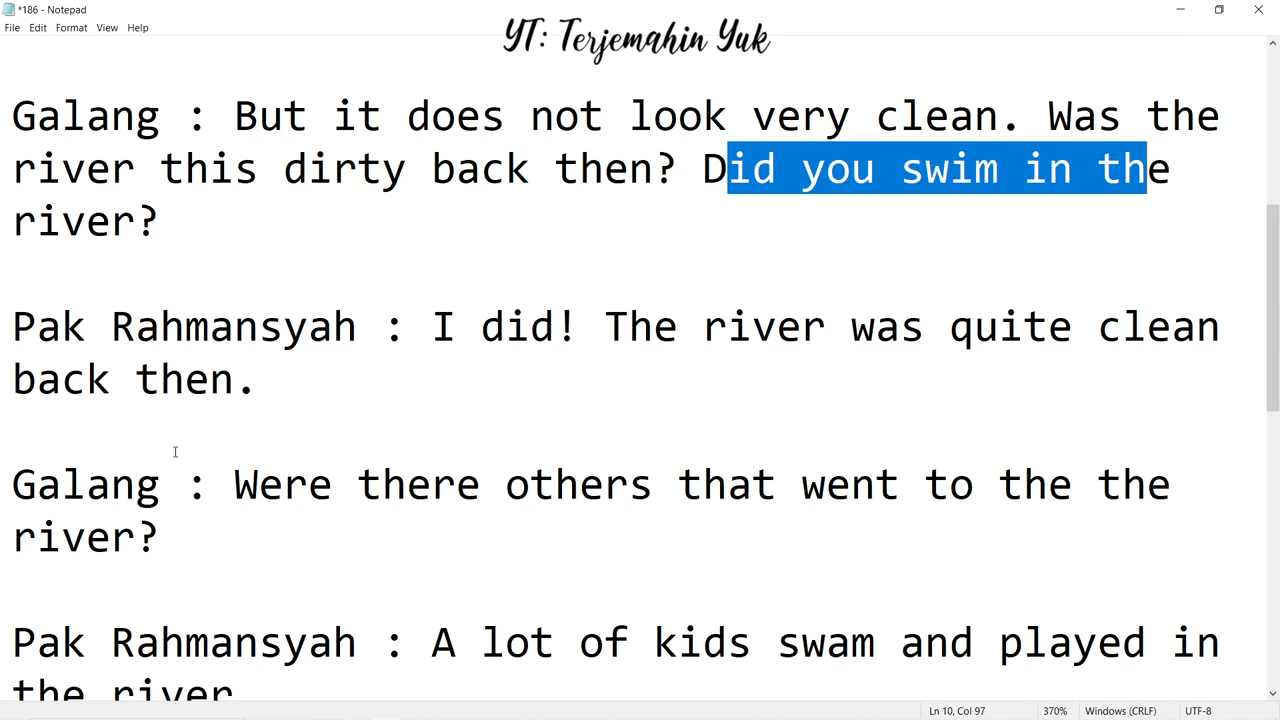 *186 - Notepad
File Edit Format View Help
YT: Terjemahin Yuk
Galang : But it does not look very clean. Was the
river this dirty back then? Did you swim in the
river?
Pak Rahmansyah : I did! The river was quite clean
back then.
Galang : Were there others that went to the the
river?
Pak Rahmansyah : A lot of kids swam and played in
the river
Ln 10, Col 97 370% Windows (CRLF) UTF-8